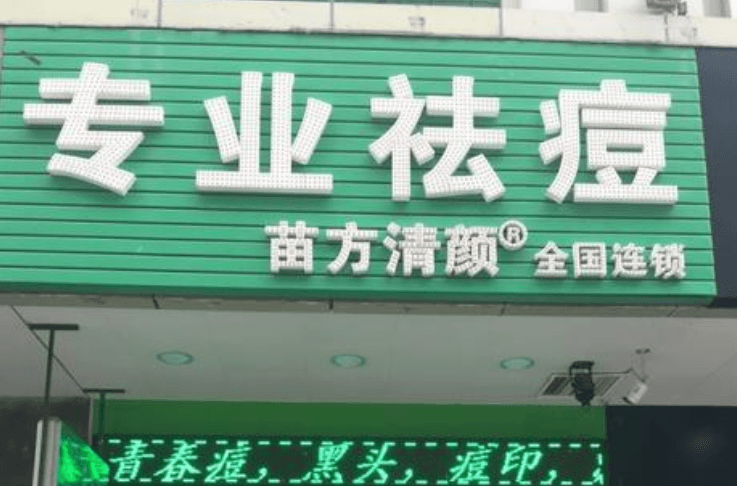 专业祛痘
苗方清颜® 全国连锁
青春痘，黑头，痘印，